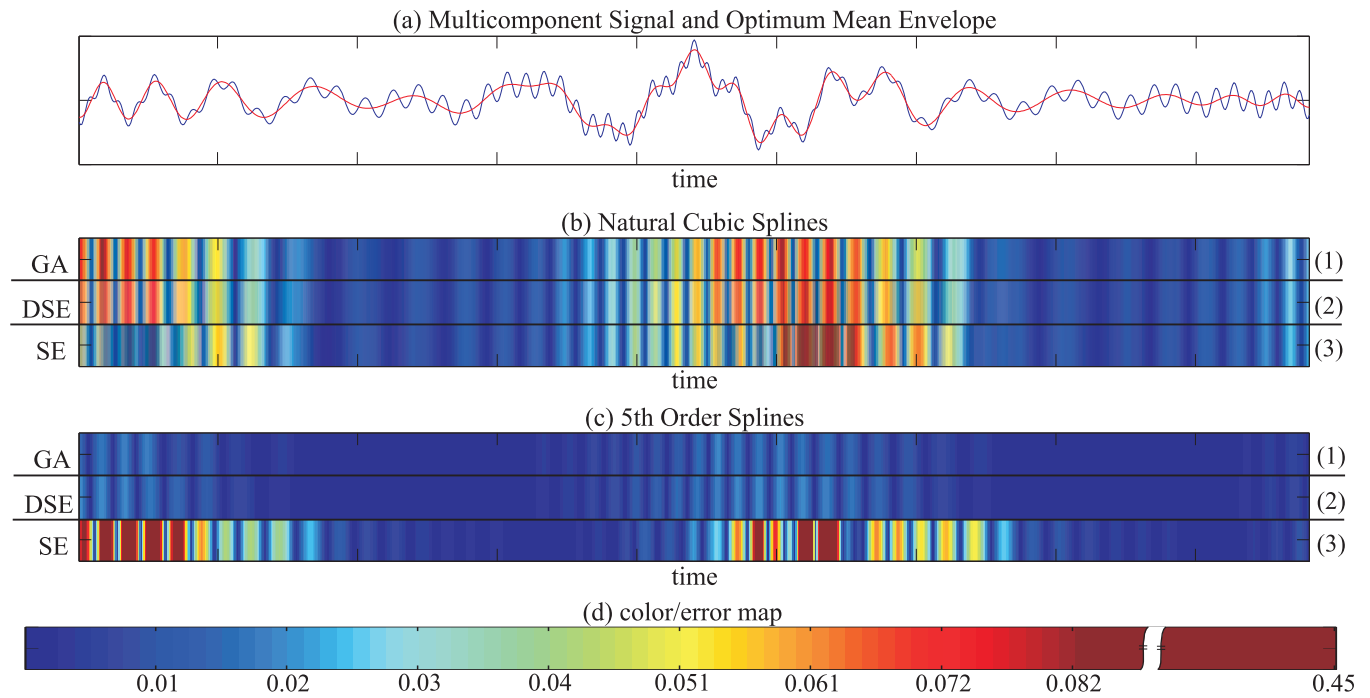 (a) Multicomponent Signal and Optimum Mean Envelope
time
(b) Natural Cubic Splines
GA (1)
DSE (2)
SE (3)
time
(c) 5th Order Splines
GA (1)
DSE (2)
SE (3)
time
(d) color/error map
0.01 0.02 0.03 0.04 0.051 0.061 0.072 0.082 0.45